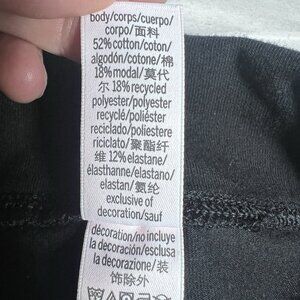 body/corps/cuerpo/
corpo/面料
52%cotton/coton/
algodón/cotone/棉
18%modal/莫代
尔 18%recycled
polyester/polyester
recyclé/poliéster
reciclado/poliestere
riciclato/聚酯纤
维 12%elastane/
élasthanne/elastano/
elastan/氨纶
exclusive of
decoration/sauf
décoration/no incluye
la decoración/esclusa
la decorazione/装
饰除外